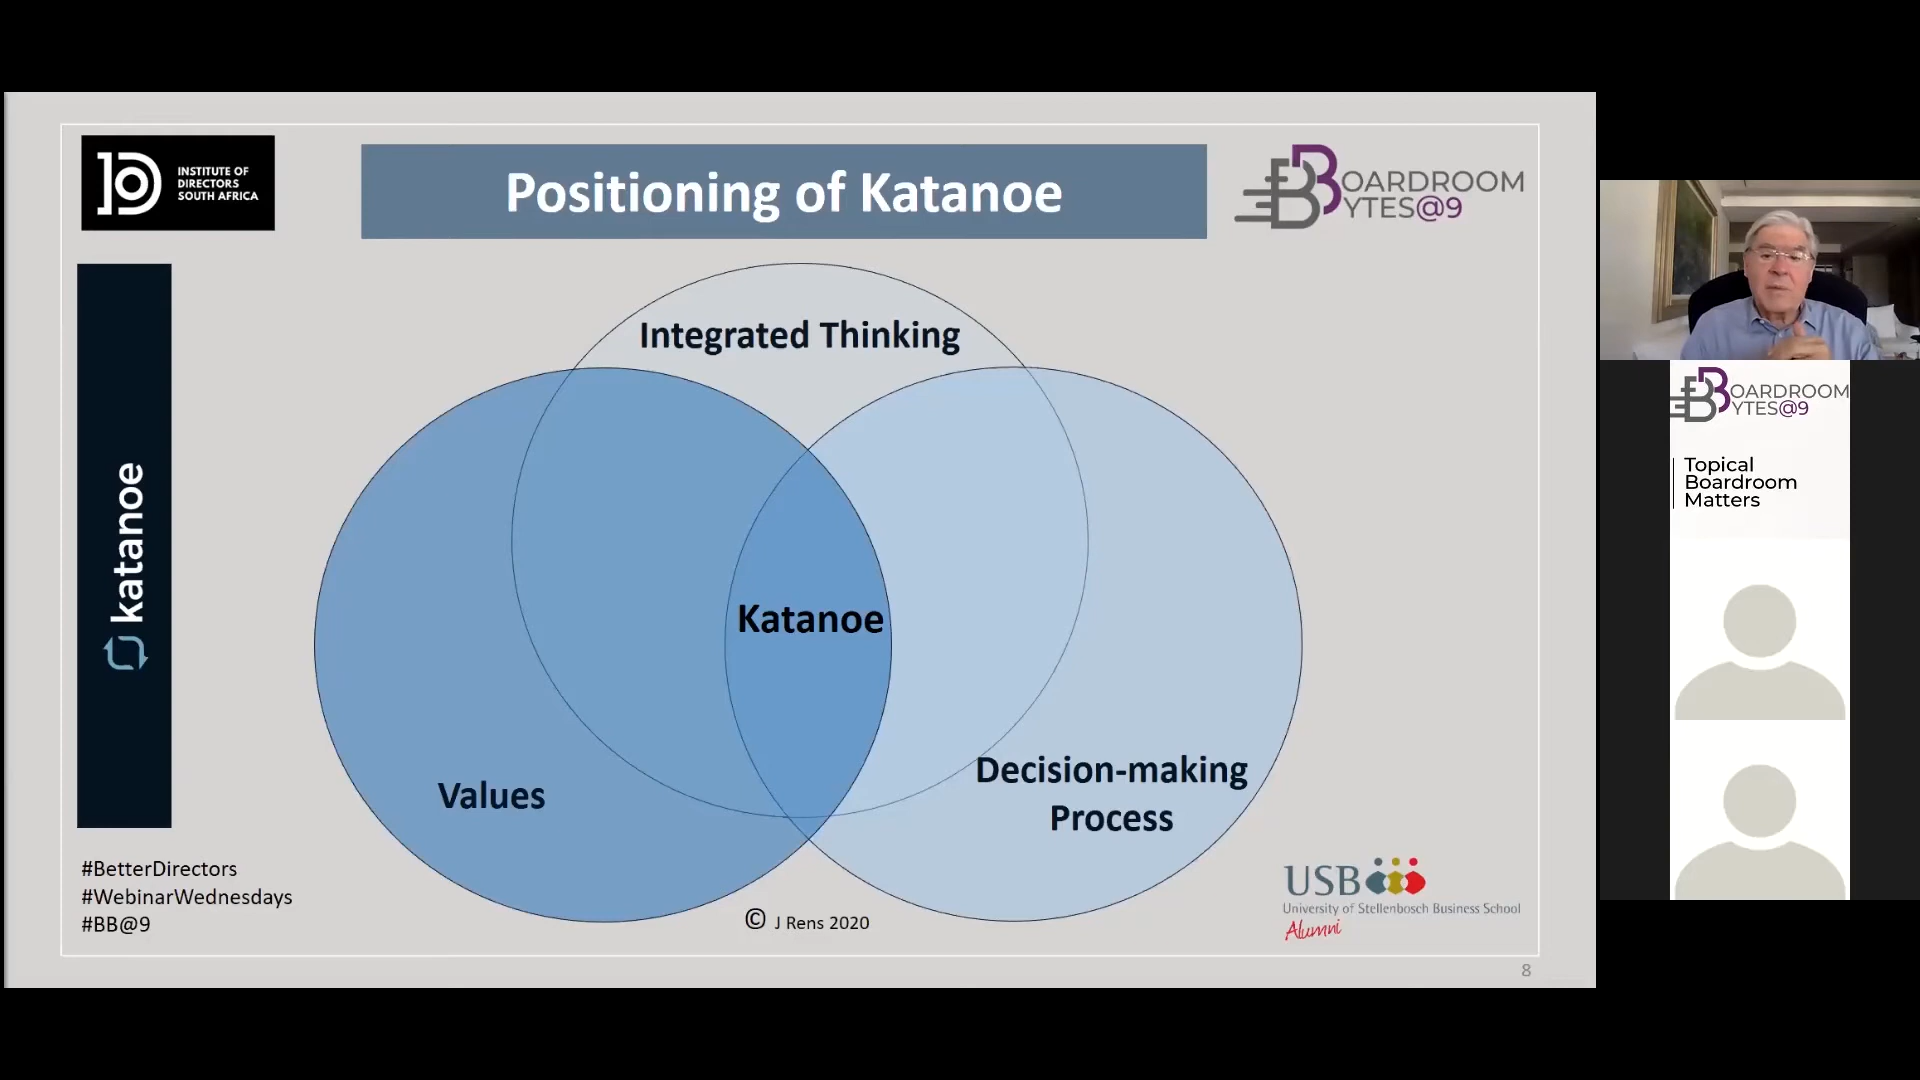 INSTITUTE OF
DIRECTORS
SOUTH AFRICA
Positioning of Katanoe
BOARDROOM
BYTES@9
katanoe
Integrated Thinking
Katanoe
Values
Decision-making
Process
#BetterDirectors
#WebinarWednesdays
#BB@9
© J Rens 2020
USB
University of Stellenbosch Business School
Alumni
8
BOARDROOM
BYTES@9
Topical
Boardroom
Matters